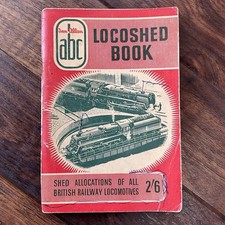 Ian Allan
abc
LOCOSHED
BOOK
SHED ALLOCATIONS OF ALL
BRITISH RAILWAY LOCOMOTIVES
2/6